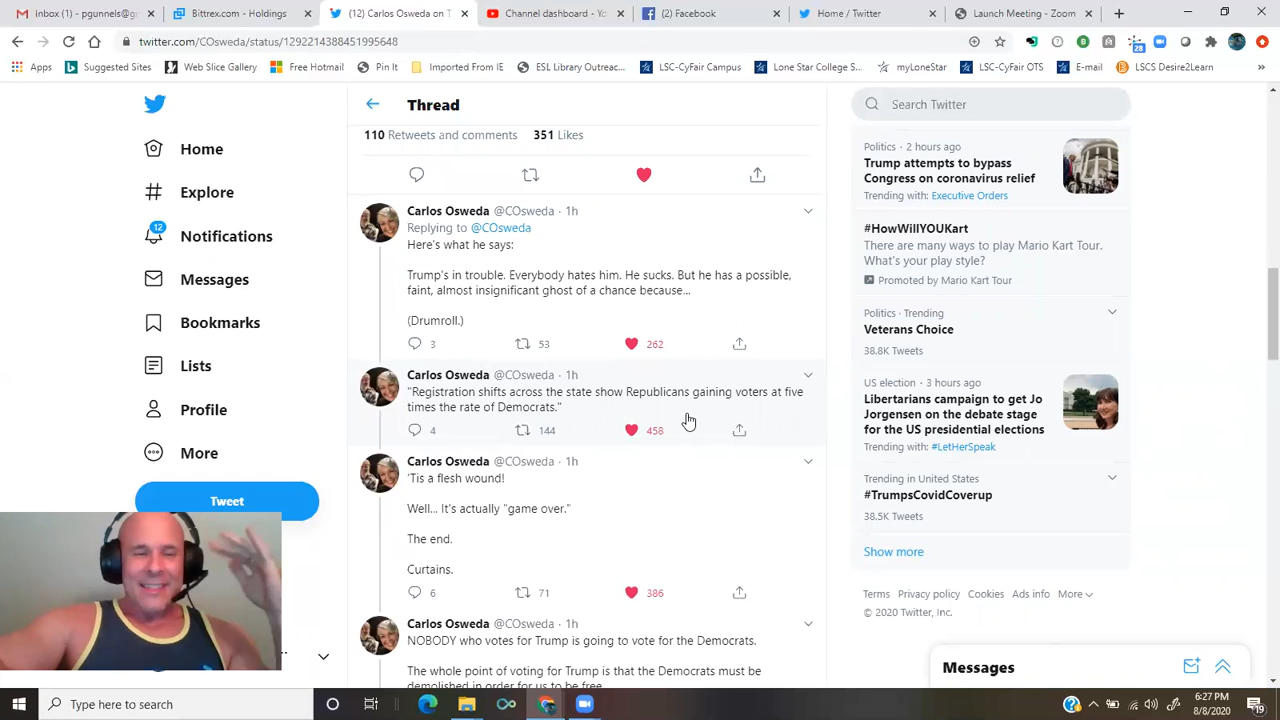 Inbox (1) - pgunnels@g
Bittrex.com - Holdings
(12) Carlos Osweda on T
Channel dashboard - Yo
(2) Facebook
Home / Twitter
Launch Meeting - Zoom
twitter.com/COsweda/status/1292214388451995648
28
Apps
Suggested Sites
Web Slice Gallery
Free Hotmail
Pin It
Imported From IE
ESL Library Outreac...
LSC-CyFair Campus
Lone Star College S...
myLoneStar
LSC-CyFair OTS
E-mail
LSCS Desire2Learn
Home
Explore
12
Notifications
Messages
Bookmarks
Lists
Profile
More
Tweet
Thread
110 Retweets and comments 351 Likes
Carlos Osweda @COsweda · 1h
Replying to @COsweda
Here's what he says:
Trump's in trouble. Everybody hates him. He sucks. But he has a possible,
faint, almost insignificant ghost of a chance because...
(Drumroll.)
3 53 262
Carlos Osweda @COsweda · 1h
"Registration shifts across the state show Republicans gaining voters at five
times the rate of Democrats."
4 144 458
Carlos Osweda @COsweda · 1h
'Tis a flesh wound!
Well... It's actually "game over."
The end.
Curtains.
6 71 386
Carlos Osweda @COsweda · 1h
NOBODY who votes for Trump is going to vote for the Democrats.
The whole point of voting for Trump is that the Democrats must be
demolished in order for us to be free
Search Twitter
Politics · 2 hours ago
Trump attempts to bypass
Congress on coronavirus relief
Trending with: Executive Orders
#HowWillYOUKart
There are many ways to play Mario Kart Tour.
What's your play style?
Promoted by Mario Kart Tour
Politics · Trending
Veterans Choice
38.8K Tweets
US election · 3 hours ago
Libertarians campaign to get Jo
Jorgensen on the debate stage
for the US presidential elections
Trending with: #LetHerSpeak
Trending in United States
#TrumpsCovidCoverup
38.5K Tweets
Show more
Terms Privacy policy Cookies Ads info More
© 2020 Twitter, Inc.
Messages
Type here to search
6:27 PM
8/8/2020
19